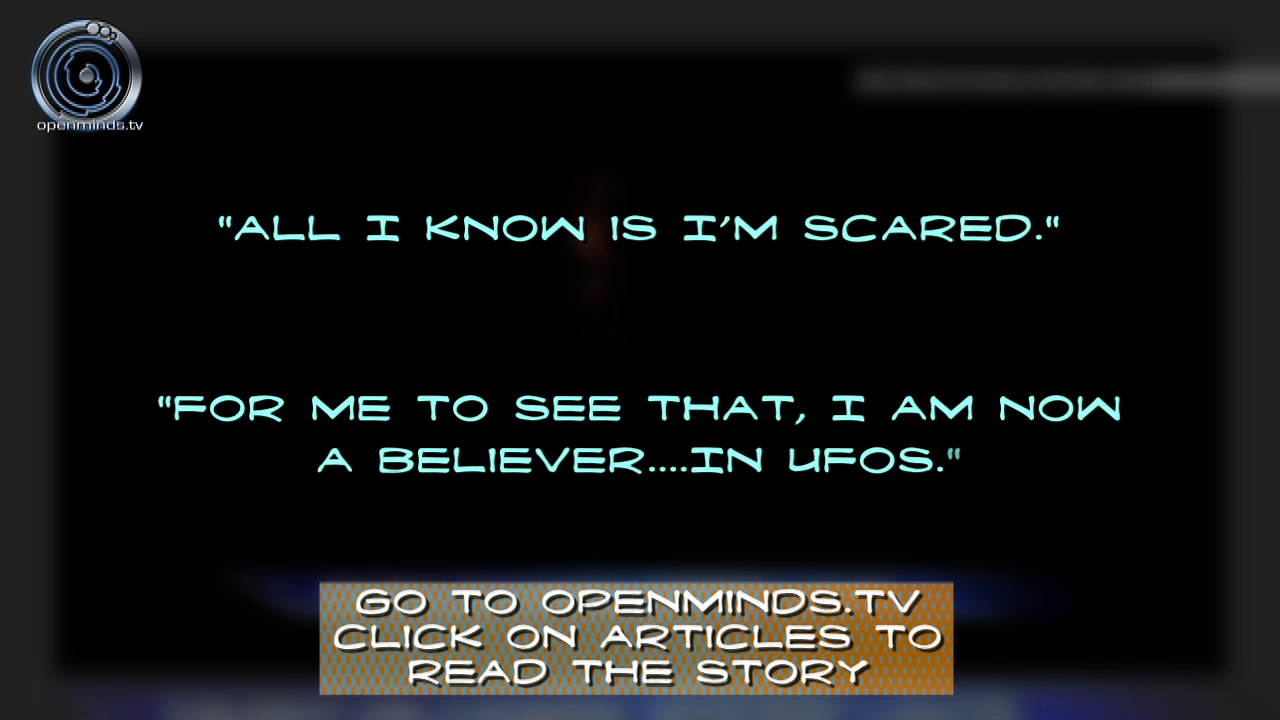 openminds.tv
"ALL I KNOW IS I'M SCARED."
"FOR ME TO SEE THAT, I AM NOW
A BELIEVER....IN UFOS."
GO TO OPENMINDS.TV
CLICK ON ARTICLES TO
READ THE STORY